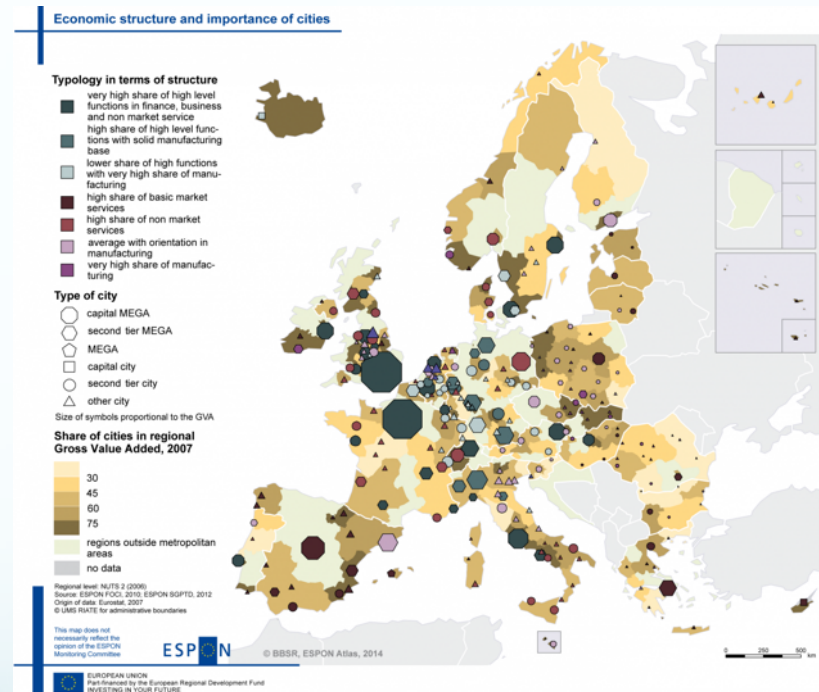 Economic structure and importance of cities
Typology in terms of structure
very high share of high level
functions in finance, business
and non market service
high share of high level func-
tions with solid manufacturing
base
lower share of high functions
with very high share of manu-
facturing
high share of basic market
services
high share of non market
services
average with orientation in
manufacturing
very high share of manufac-
turing
Type of city
capital MEGA
second tier MEGA
MEGA
capital city
second tier city
other city
Size of symbols proportional to the GVA
Share of cities in regional
Gross Value Added, 2007
30
45
60
75
regions outside metropolitan
areas
no data
Regional level: NUTS 2 (2006)
Source: ESPON FOCI, 2010; ESPON SGPTD, 2012
Origin of data: Eurostat, 2007
© UMS RIATE for administrative boundaries
This map does not
necessarily reflect the
opinion of the ESPON
Monitoring Committee
ESPON
© BBSR, ESPON Atlas, 2014
0 250 500
km
EUROPEAN UNION
Part-financed by the European Regional Development Fund
INVESTING IN YOUR FUTURE